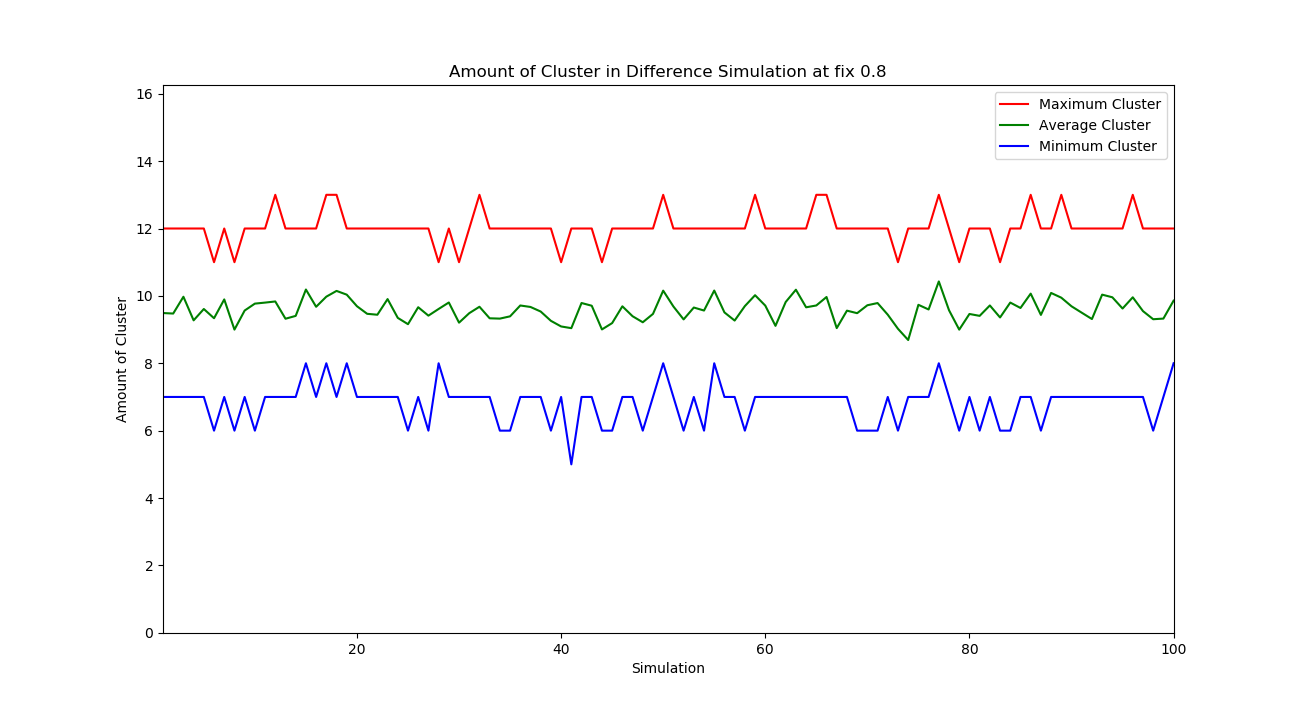 Amount of Cluster in Difference Simulation at fix 0.8
Maximum Cluster
Average Cluster
Minimum Cluster
Amount of Cluster
16
14
12
10
8
6
4
2
0
20
40
60
80
100
Simulation